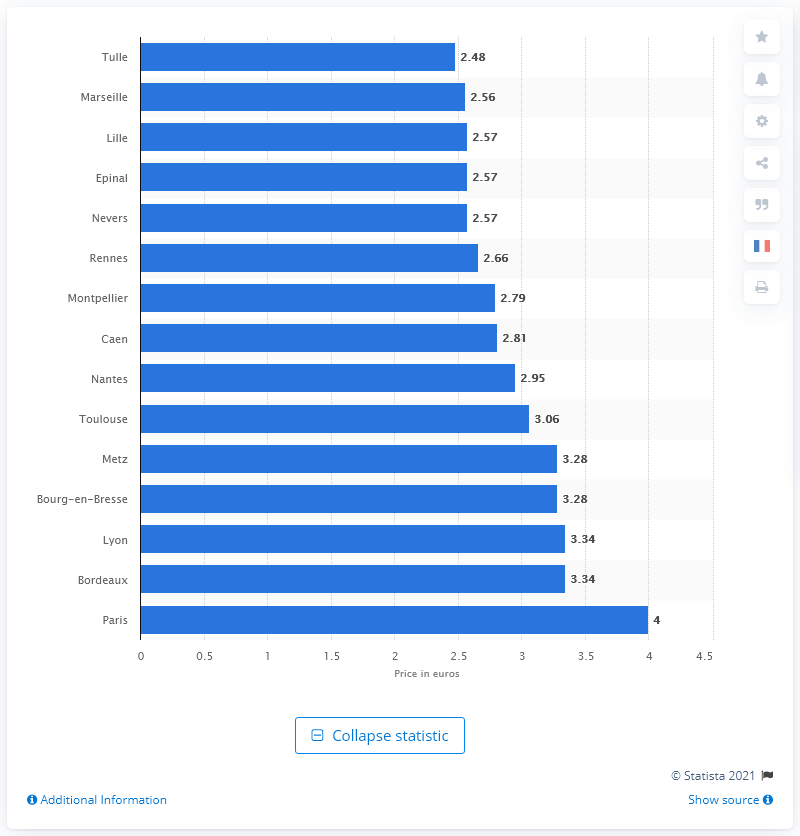 Tulle 2.48
Marseille 2.56
Lille 2.57
Epinal 2.57
Nevers 2.57
Rennes 2.66
Montpellier 2.79
Caen 2.81
Nantes 2.95
Toulouse 3.06
Metz 3.28
Bourg-en-Bresse 3.28
Lyon 3.34
Bordeaux 3.34
Paris 4
0 0.5 1 1.5 2 2.5 3 3.5 4 4.5
Price in euros
Collapse statistic
© Statista 2021
Additional Information Show source